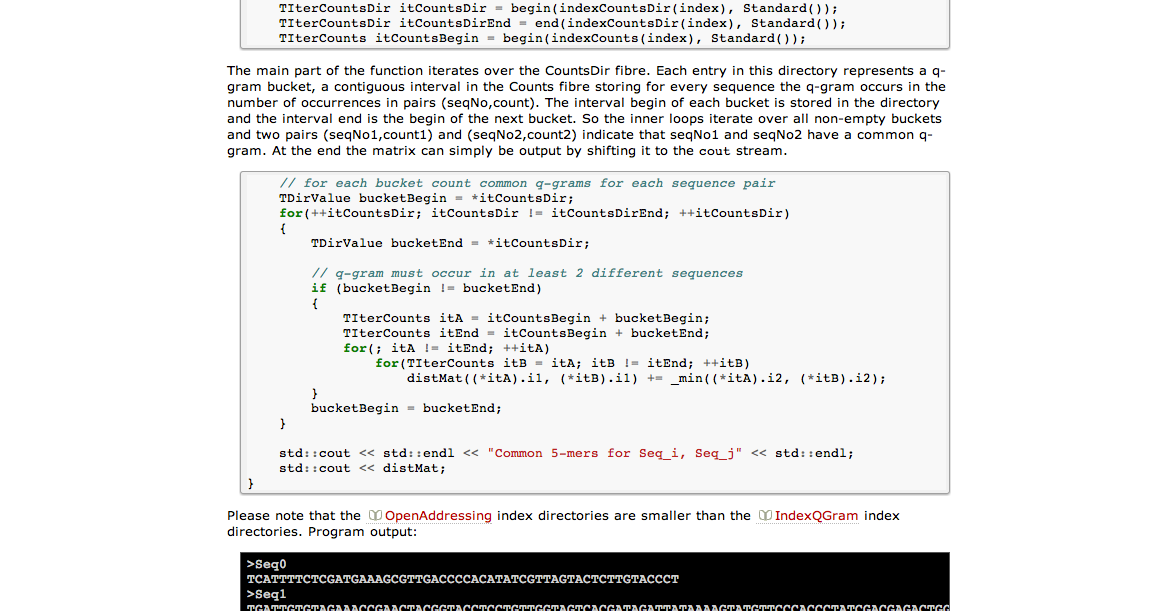 TIterCountsDir itCountsDir = begin(indexCountsDir(index), Standard());
TIterCountsDir itCountsDirEnd = end(indexCountsDir(index), Standard());
TIterCounts itCountsBegin = begin(indexCounts(index), Standard());
The main part of the function iterates over the CountsDir fibre. Each entry in this directory represents a q-
gram bucket, a contiguous interval in the Counts fibre storing for every sequence the q-gram occurs in the
number of occurrences in pairs (seqNo,count). The interval begin of each bucket is stored in the directory
and the interval end is the begin of the next bucket. So the inner loops iterate over all non-empty buckets
and two pairs (seqNo1,count1) and (seqNo2,count2) indicate that seqNo1 and seqNo2 have a common q-
gram. At the end the matrix can simply be output by shifting it to the cout stream.
// for each bucket count common q-grams for each sequence pair
TDirValue bucketBegin = *itCountsDir;
for(++itCountsDir; itCountsDir != itCountsDirEnd; ++itCountsDir)
{
TDirValue bucketEnd = *itCountsDir;
// q-gram must occur in at least 2 different sequences
if (bucketBegin != bucketEnd)
{
TIterCounts itA = itCountsBegin + bucketBegin;
TIterCounts itEnd = itCountsBegin + bucketEnd;
for(; itA != itEnd; ++itA)
for(TIterCounts itB = itA; itB != itEnd; ++itB)
distMat((*itA).i1, (*itB).i1) += _min((*itA).i2, (*itB).i2);
}
bucketBegin = bucketEnd;
}
std::cout << std::endl << "Common 5-mers for Seq_i, Seq_j" << std::endl;
std::cout << distMat;
}
Please note that the OpenAddressing index directories are smaller than the IndexQGram index
directories. Program output:
>Seq0
TCATTTTCTCGATGAAAGCGTTGACCCCACATATCGTTAGTACTCTTGTACCCT
>Seq1
TGATTGTGTAGAAACCGAACTACGGTACCTCCTGTTGGTAGTCACGATAGATTATAAAAGTATGTTCCCACCCTATCGACGAGACTGG